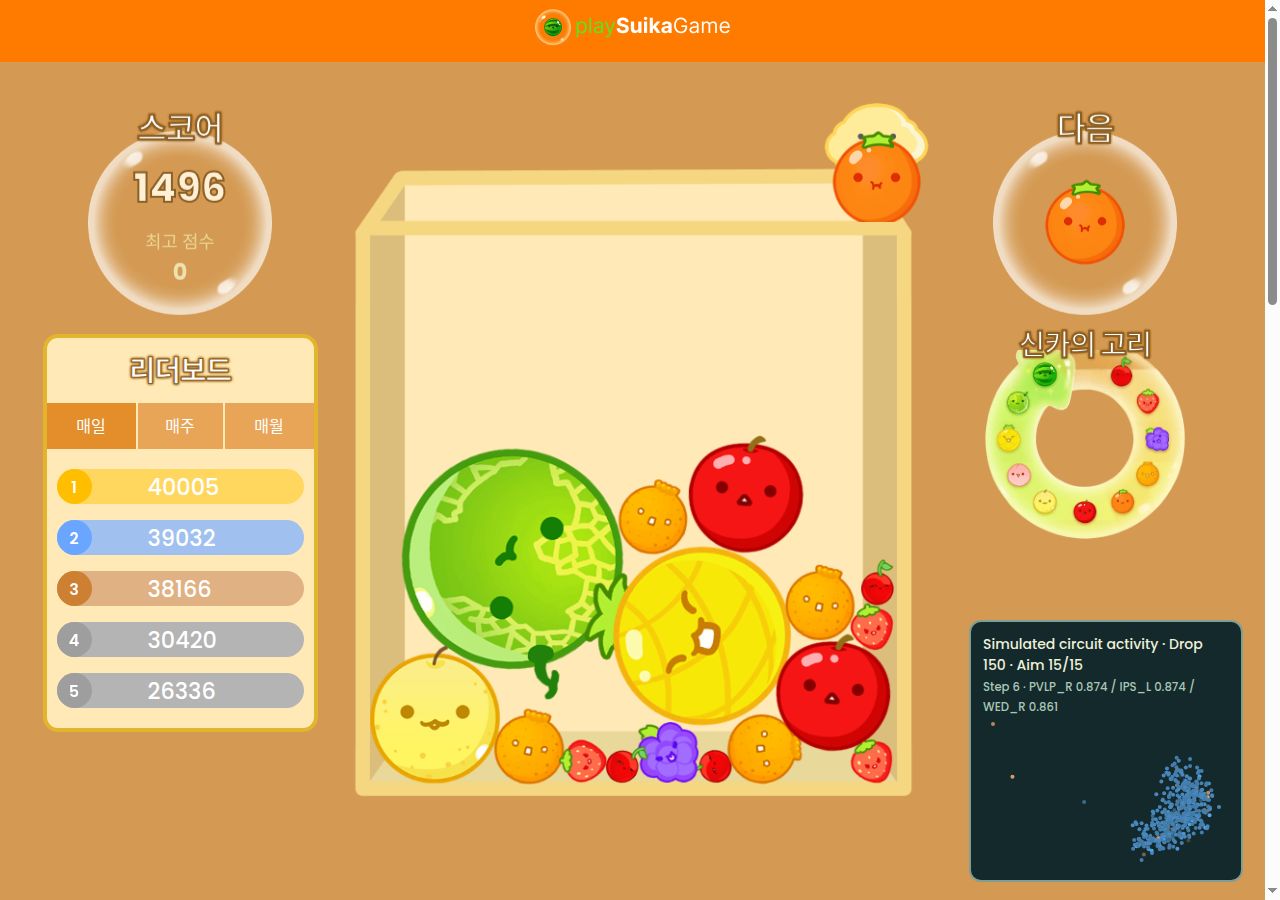 playSuikaGame
스코어
1496
최고 점수
0
리더보드
매일 매주 매월
1 40005
2 39032
3 38166
4 30420
5 26336
다음
신카의 고리
Simulated circuit activity · Drop
150 · Aim 15/15
Step 6 · PVLP_R 0.874 / IPS_L 0.874 /
WED_R 0.861